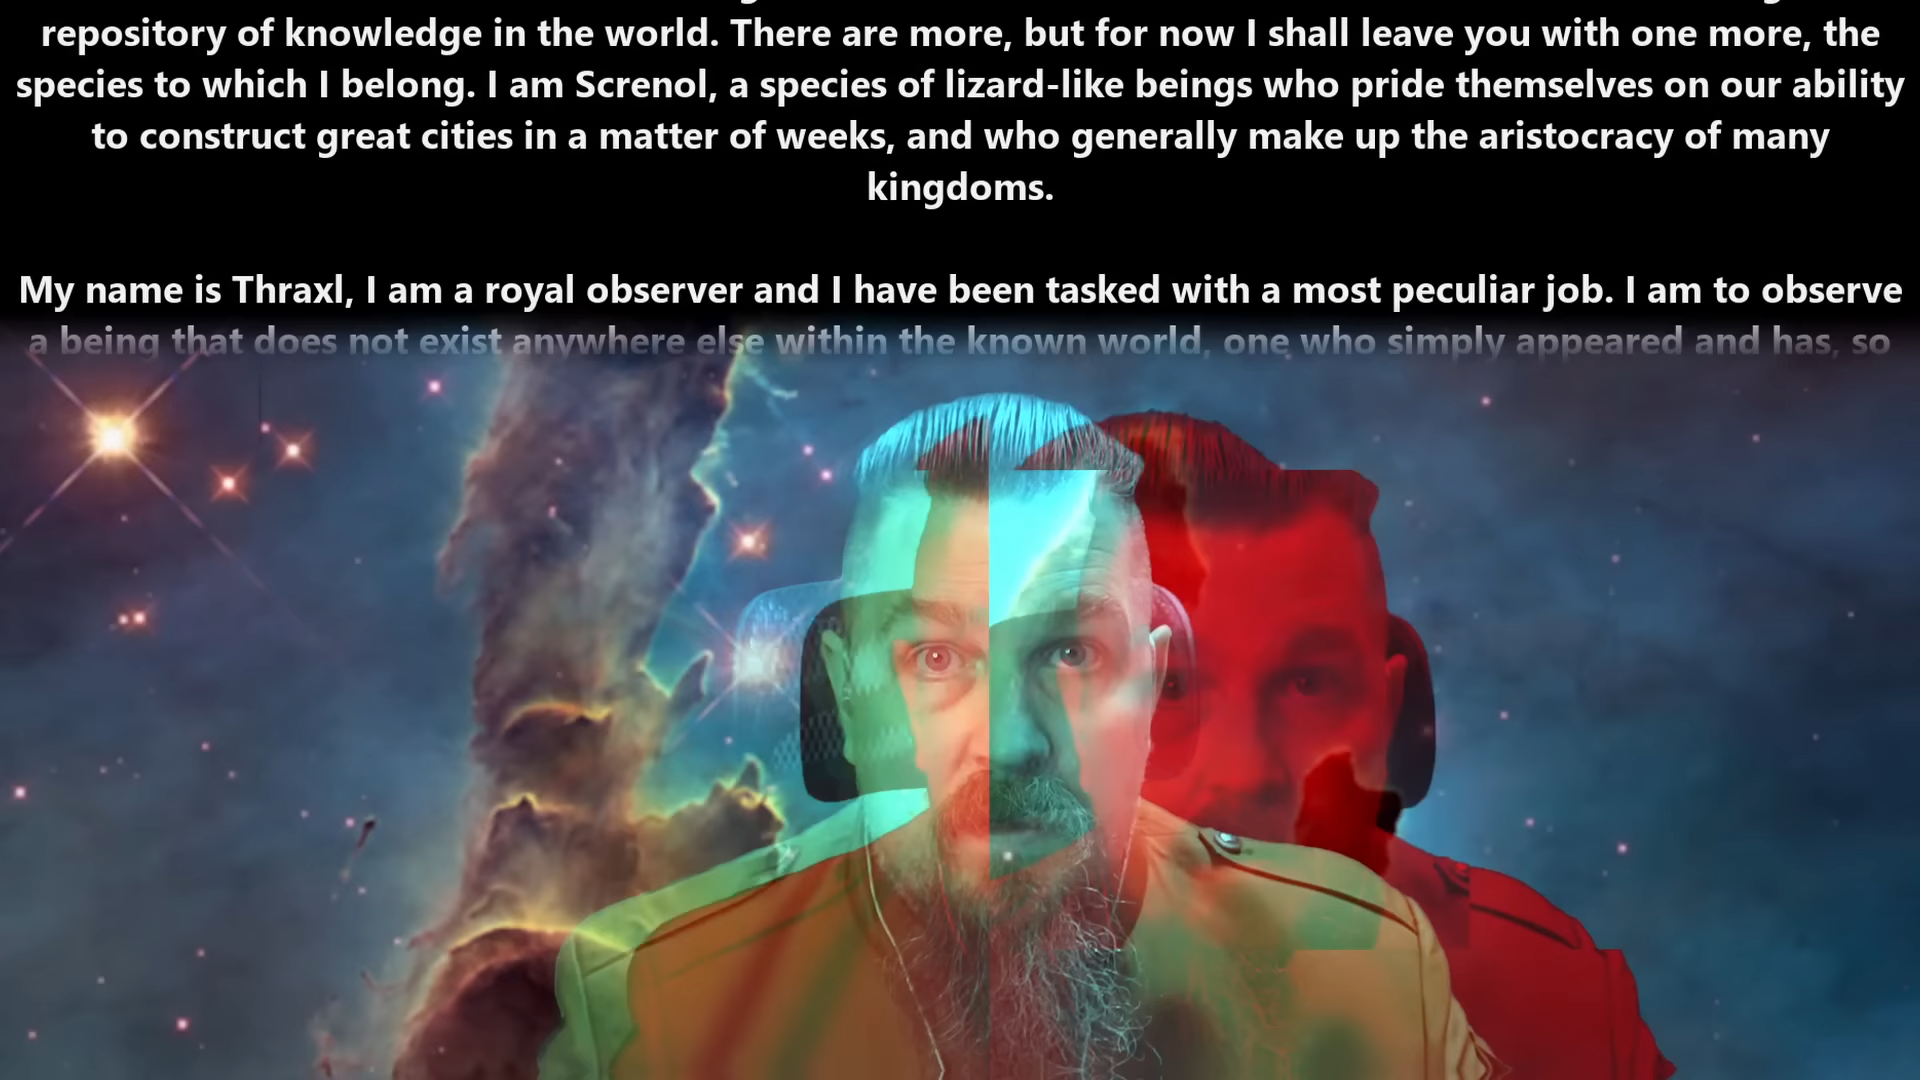 repository of knowledge in the world. There are more, but for now I shall leave you with one more, the
species to which I belong. I am Screnol, a species of lizard-like beings who pride themselves on our ability
to construct great cities in a matter of weeks, and who generally make up the aristocracy of many
kingdoms.
My name is Thraxl, I am a royal observer and I have been tasked with a most peculiar job. I am to observe
a being that does not exist anywhere else within the known world, one who simply appeared and has, so